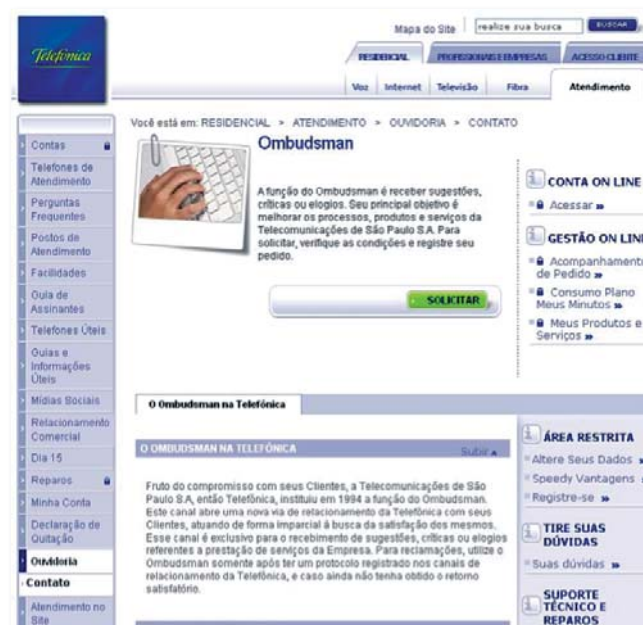 Telefónica
Mapa do Site
realize sua busca
BUSCAR
RESIDENCIAL
PROFISSIONAIS E EMPRESAS
ACESSO CLIENTE
Voz
Internet
Televisão
Fibra
Atendimento
Você está em: RESIDENCIAL > ATENDIMENTO > OUVIDORIA > CONTATO
Contas
Telefones de
Atendimento
Perguntas
Frequentes
Postos de
Atendimento
Facilidades
Guia de
Assinantes
Telefones Úteis
Guias e
Informações
Úteis
Mídias Sociais
Relacionamento
Comercial
Dia 15
Reparos
Minha Conta
Declaração de
Quitação
Ouvidoria
Contato
Atendimento no
Site
Ombudsman
A função do Ombudsman é receber sugestões,
críticas ou elogios. Seu principal objetivo é
melhorar os processos, produtos e serviços da
Telecomunicações de São Paulo S.A. Para
solicitar, verifique as condições e registre seu
pedido.
SOLICITAR
O Ombudsman na Telefônica
O OMBUDSMAN NA TELEFÔNICA
Subir
Fruto do compromisso com seus Clientes, a Telecomunicações de São
Paulo S.A, então Telefônica, instituiu em 1994 a função do Ombudsman.
Este canal abre uma nova via de relacionamento da Telefônica com seus
Clientes, atuando de forma imparcial à busca da satisfação dos mesmos.
Esse canal é exclusivo para o recebimento de sugestões, críticas ou elogios
referentes a prestação de serviços da Empresa. Para reclamações, utilize o
Ombudsman somente após ter um protocolo registrado nos canais de
relacionamento da Telefônica, e caso ainda não tenha obtido o retorno
satisfatório.
CONTA ON LINE
Acessar »
GESTÃO ON LINE
Acompanhamento
de Pedido »
Consumo Plano
Meus Minutos »
Meus Produtos e
Serviços »
ÁREA RESTRITA
Altere Seus Dados »
Speedy Vantagens »
Registre-se »
TIRE SUAS
DÚVIDAS
Suas dúvidas »
SUPORTE
TÉCNICO E
REPAROS